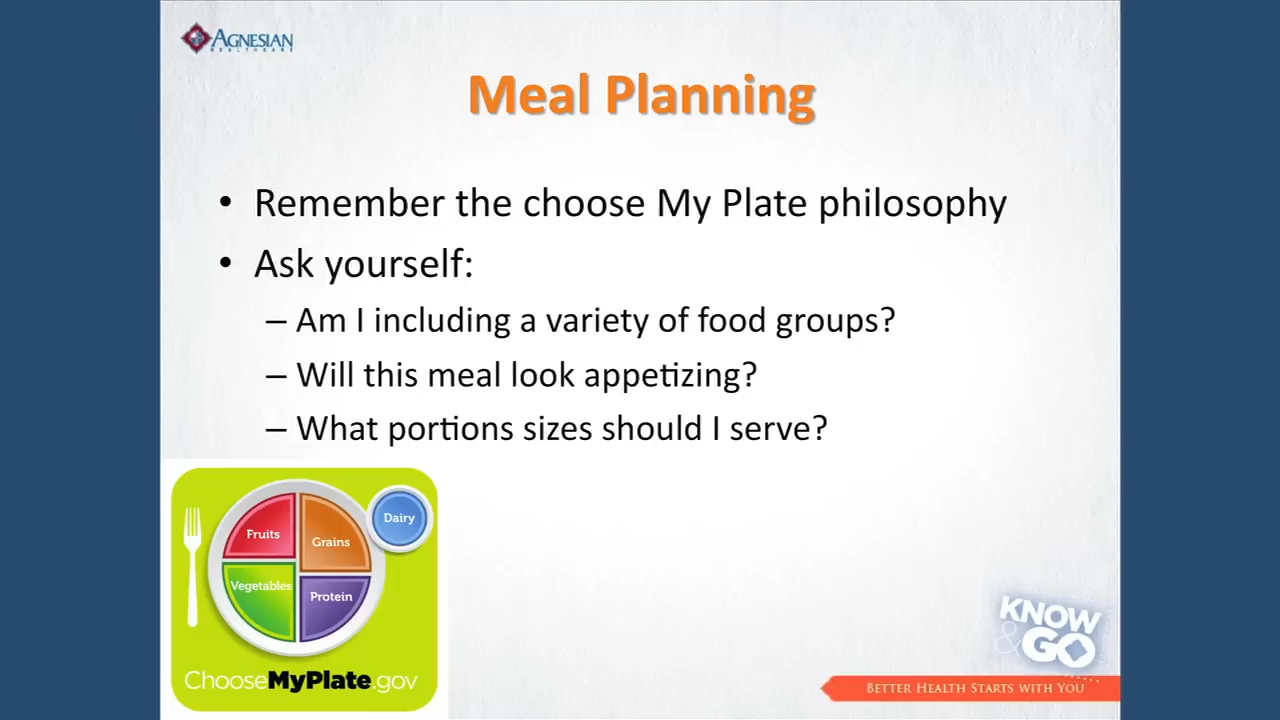 AGNESIAN
HEALTHCARE
Meal Planning
• Remember the choose My Plate philosophy
• Ask yourself:
– Am I including a variety of food groups?
– Will this meal look appetizing?
– What portions sizes should I serve?
Dairy
Fruits
Grains
Vegetables
Protein
ChooseMyPlate.gov
KNOW
& GO
BETTER HEALTH STARTS WITH YOU